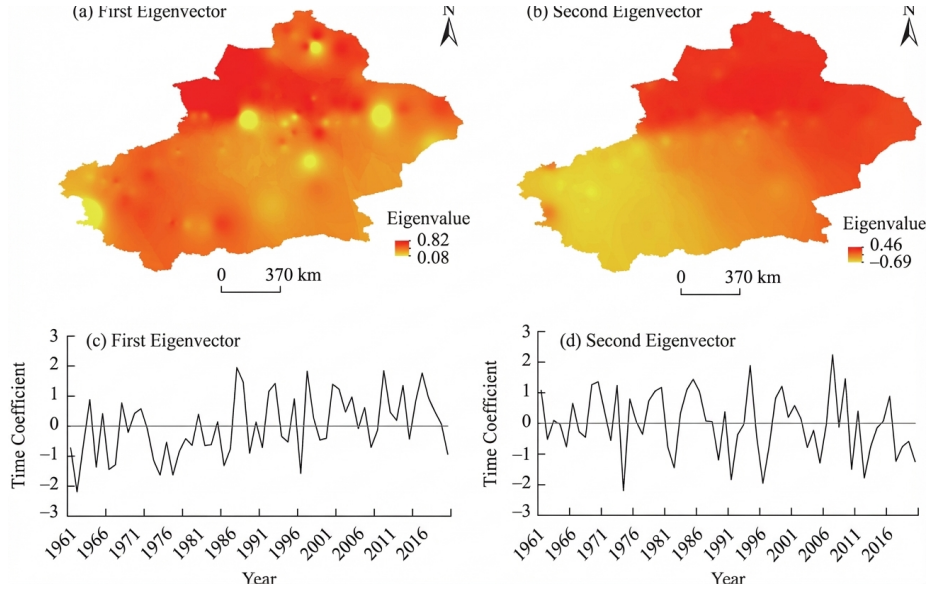 (a) First Eigenvector
N
(b) Second Eigenvector
N
Eigenvalue
0.82
0.08
0 370 km
Eigenvalue
0.46
−0.69
0 370 km
(c) First Eigenvector
Time Coefficient
3
2
1
0
−1
−2
−3
1961 1966 1971 1976 1981 1986 1991 1996 2001 2006 2011 2016
Year
(d) Second Eigenvector
Time Coefficient
3
2
1
0
−1
−2
−3
1961 1966 1971 1976 1981 1986 1991 1996 2001 2006 2011 2016
Year